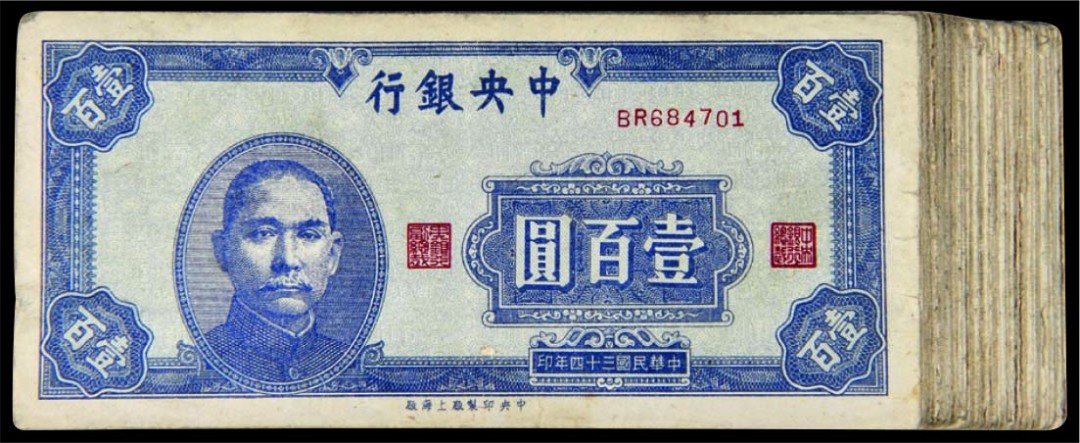 中央銀行
BR684701
壹百
壹百
壹百圓
壹百
壹百
中華民國三十四年印
中央印製廠上海廠